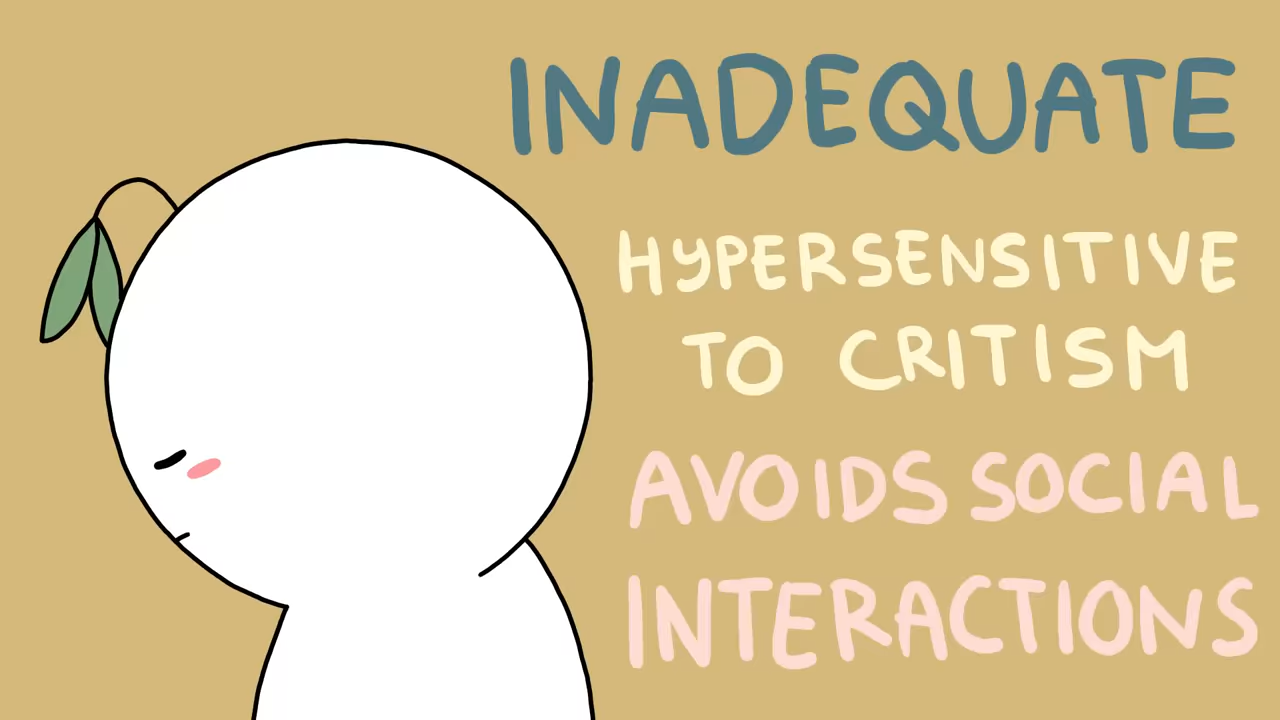 INADEQUATE
HYPERSENSITIVE
TO CRITISM
AVOIDS SOCIAL
INTERACTIONS